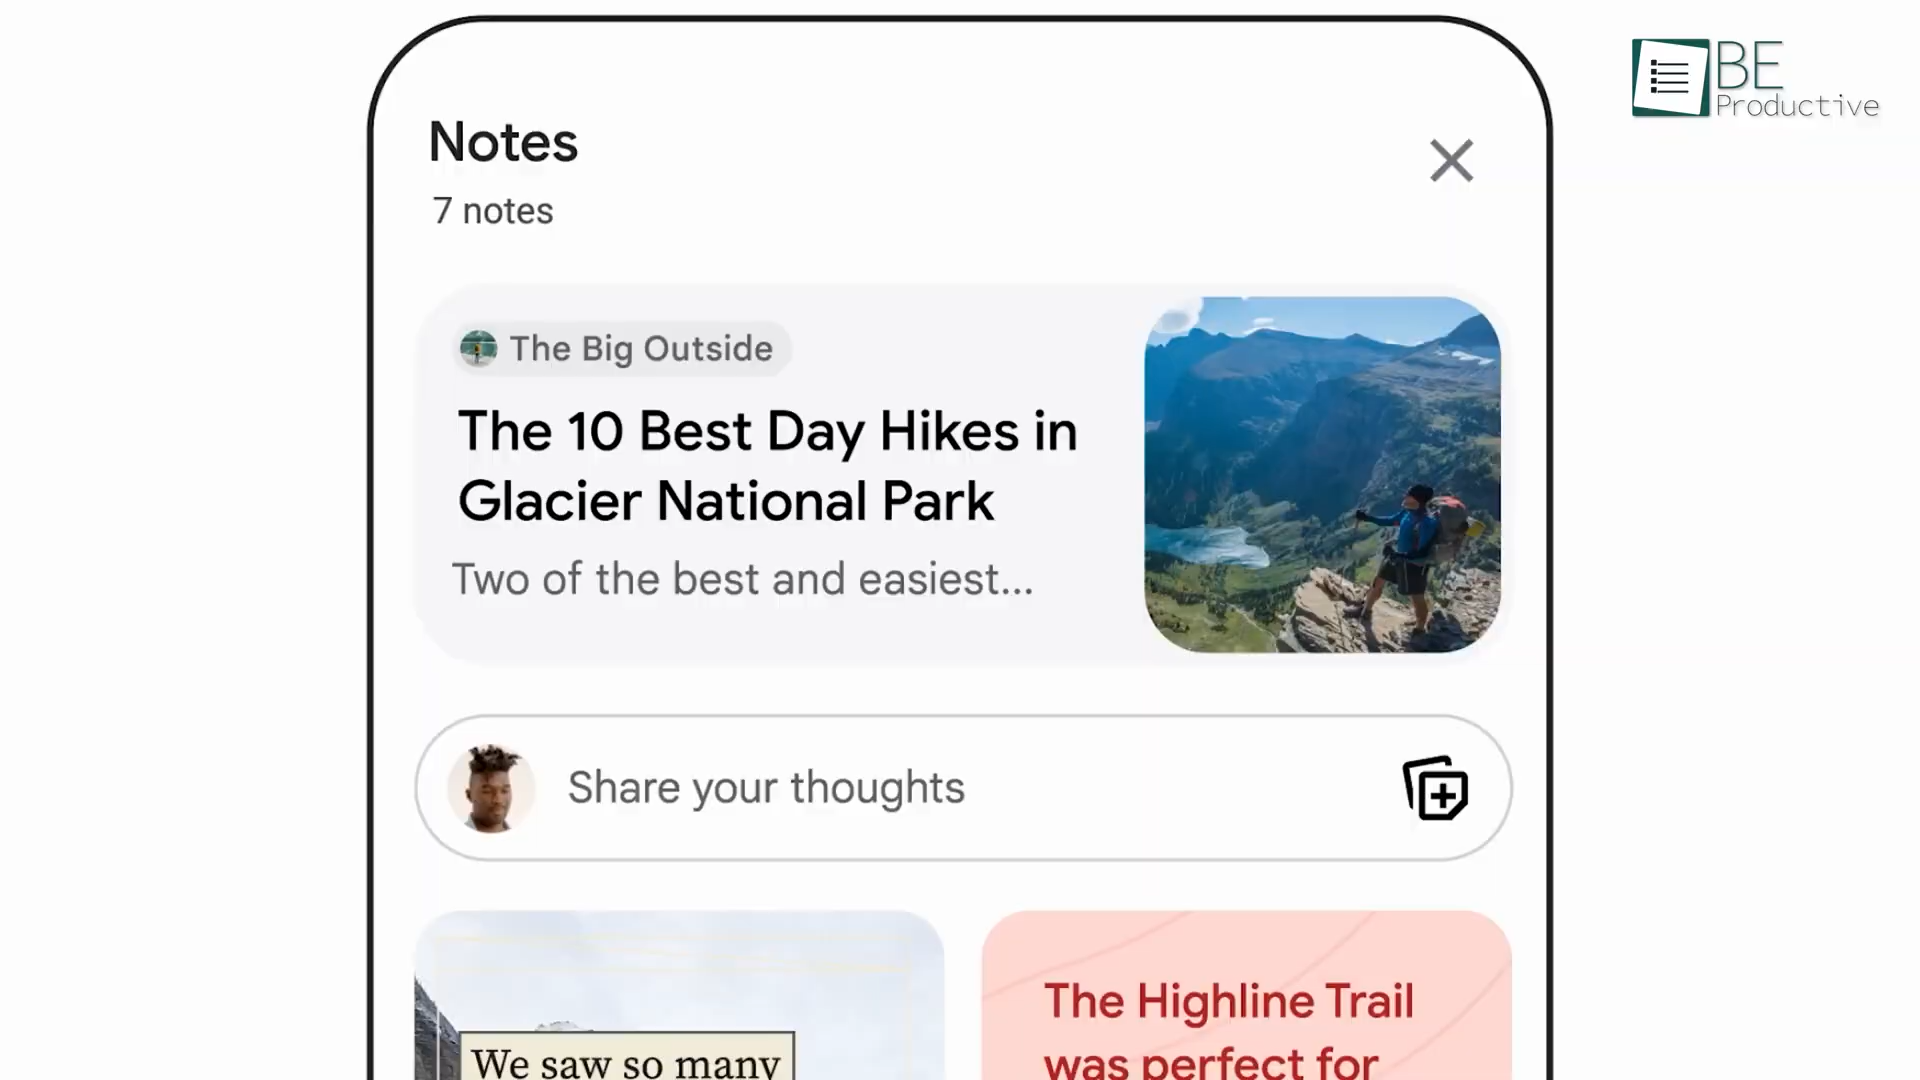 BE
Productive
Notes
7 notes
The Big Outside
The 10 Best Day Hikes in
Glacier National Park
Two of the best and easiest...
Share your thoughts
We saw so many
The Highline Trail
was perfect for